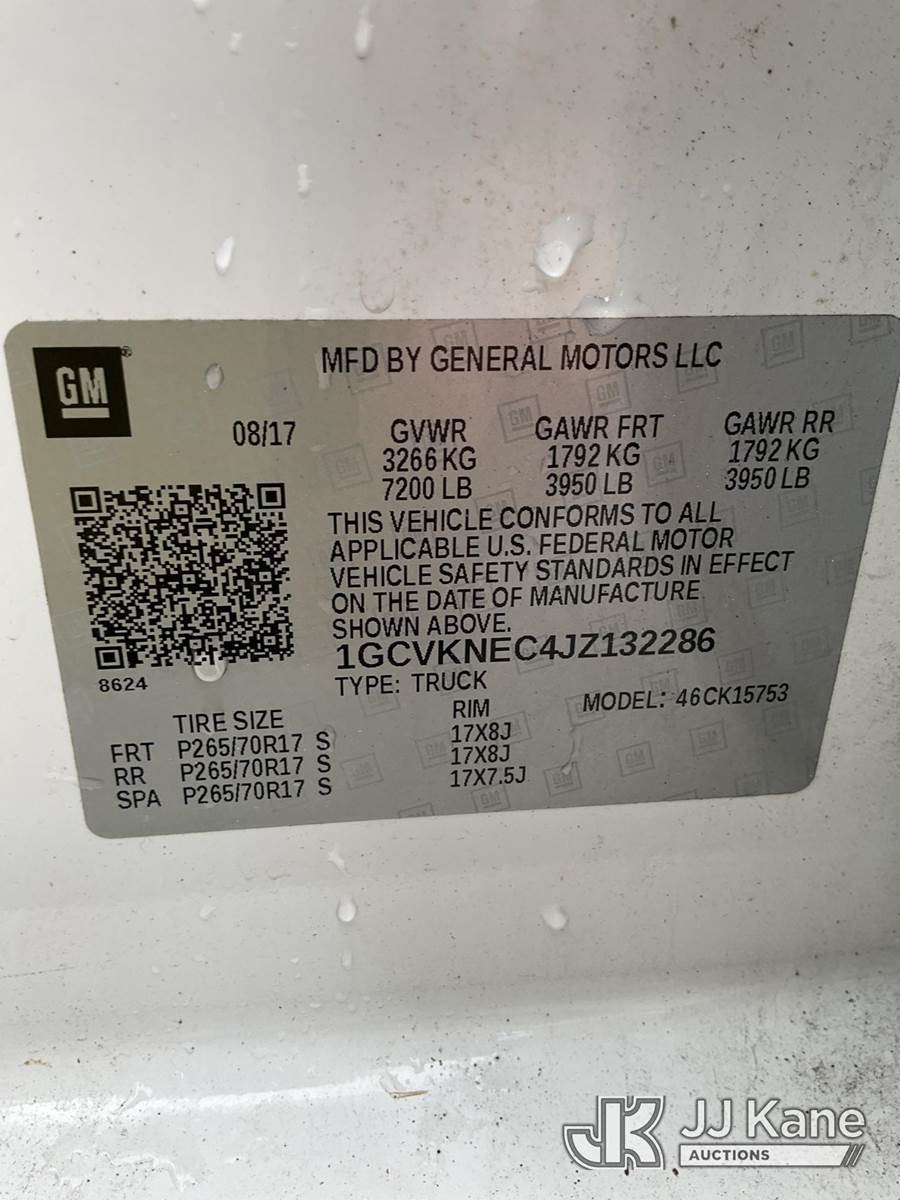 GM
MFD BY GENERAL MOTORS LLC
08/17 GVWR GAWR FRT GAWR RR
3266 KG 1792 KG 1792 KG
7200 LB 3950 LB 3950 LB
THIS VEHICLE CONFORMS TO ALL
APPLICABLE U.S. FEDERAL MOTOR
VEHICLE SAFETY STANDARDS IN EFFECT
ON THE DATE OF MANUFACTURE
SHOWN ABOVE.
1GCVKNEC4JZ132286
8624
TYPE: TRUCK
MODEL: 46CK15753
TIRE SIZE RIM
FRT P265/70R17 S 17X8J
RR P265/70R17 S 17X8J
SPA P265/70R17 S 17X7.5J
JK JJ Kane
AUCTIONS